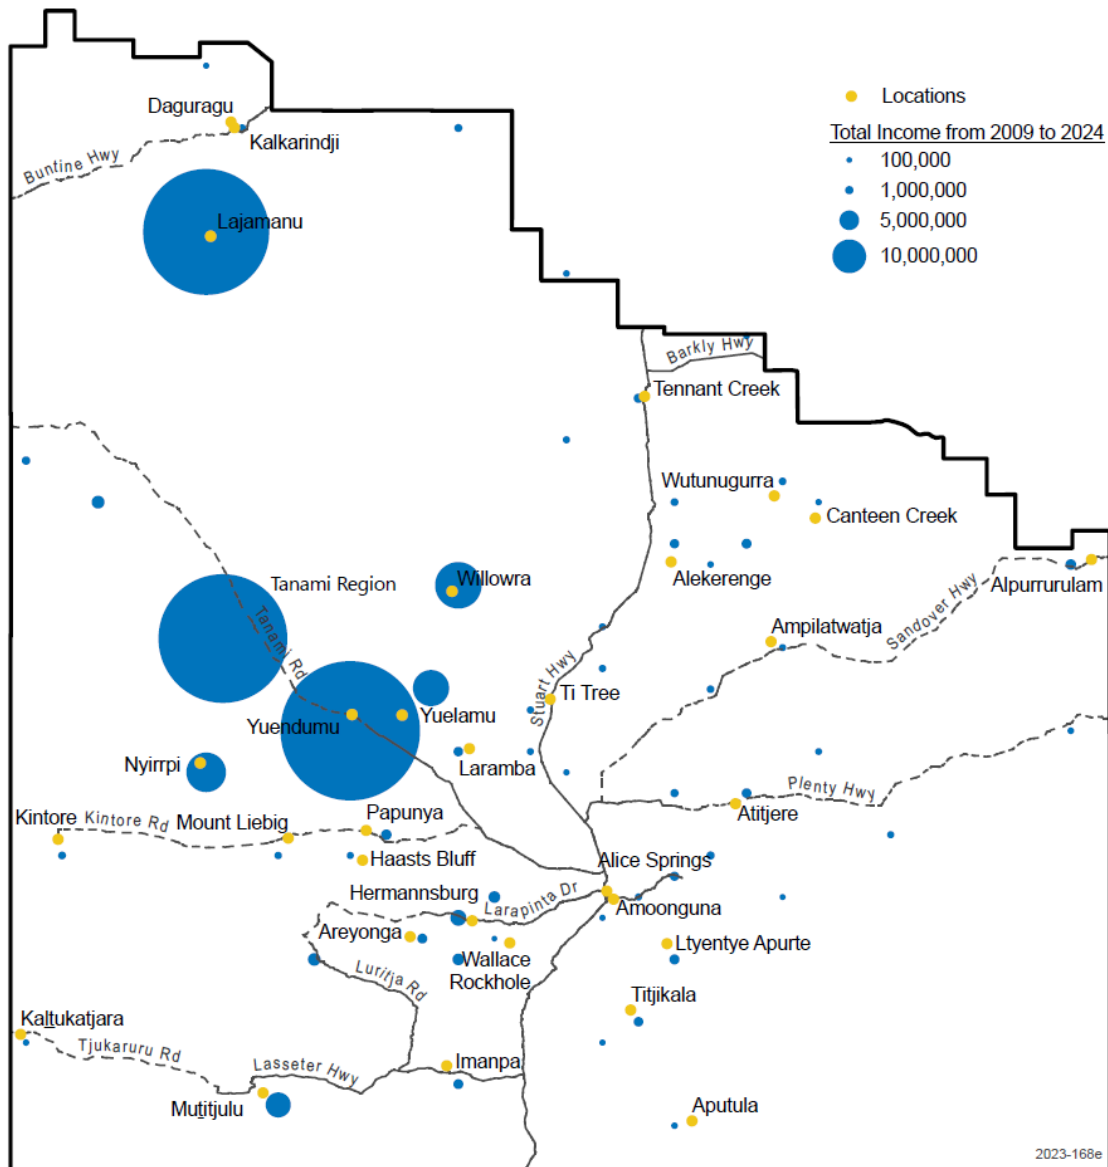 Locations
Total Income from 2009 to 2024
100,000
1,000,000
5,000,000
10,000,000
Daguragu
Kalkarindji
Buntine Hwy
Lajamanu
Barkly Hwy
Tennant Creek
Wutunugurra
Canteen Creek
Alekerenge
Alpurrurulam
Sandover Hwy
Tanami Region
Willowra
Tanami Rd
Ampilatwatja
Stuart Hwy
Ti Tree
Yuendumu
Yuelamu
Nyirrpi
Laramba
Plenty Hwy
Atitjere
Kintore
Kintore Rd
Mount Liebig
Papunya
Haasts Bluff
Alice Springs
Hermannsburg
Larapinta Dr
Amoonguna
Areyonga
Wallace
Rockhole
Ltyentye Apurte
Luritja Rd
Titjikala
Kaltukatjara
Tjukaruru Rd
Lasseter Hwy
Imanpa
Mutitjulu
Aputula
2023-168e